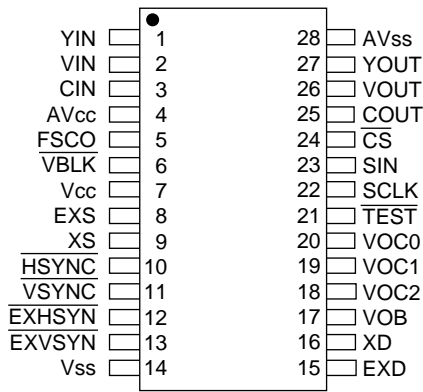 YIN 1 28 AVss
VIN 2 27 YOUT
CIN 3 26 VOUT
AVcc 4 25 COUT
FSCO 5 24 CS
VBLK 6 23 SIN
Vcc 7 22 SCLK
EXS 8 21 TEST
XS 9 20 VOC0
HSYNC 10 19 VOC1
VSYNC 11 18 VOC2
EXHSYN 12 17 VOB
EXVSYN 13 16 XD
Vss 14 15 EXD